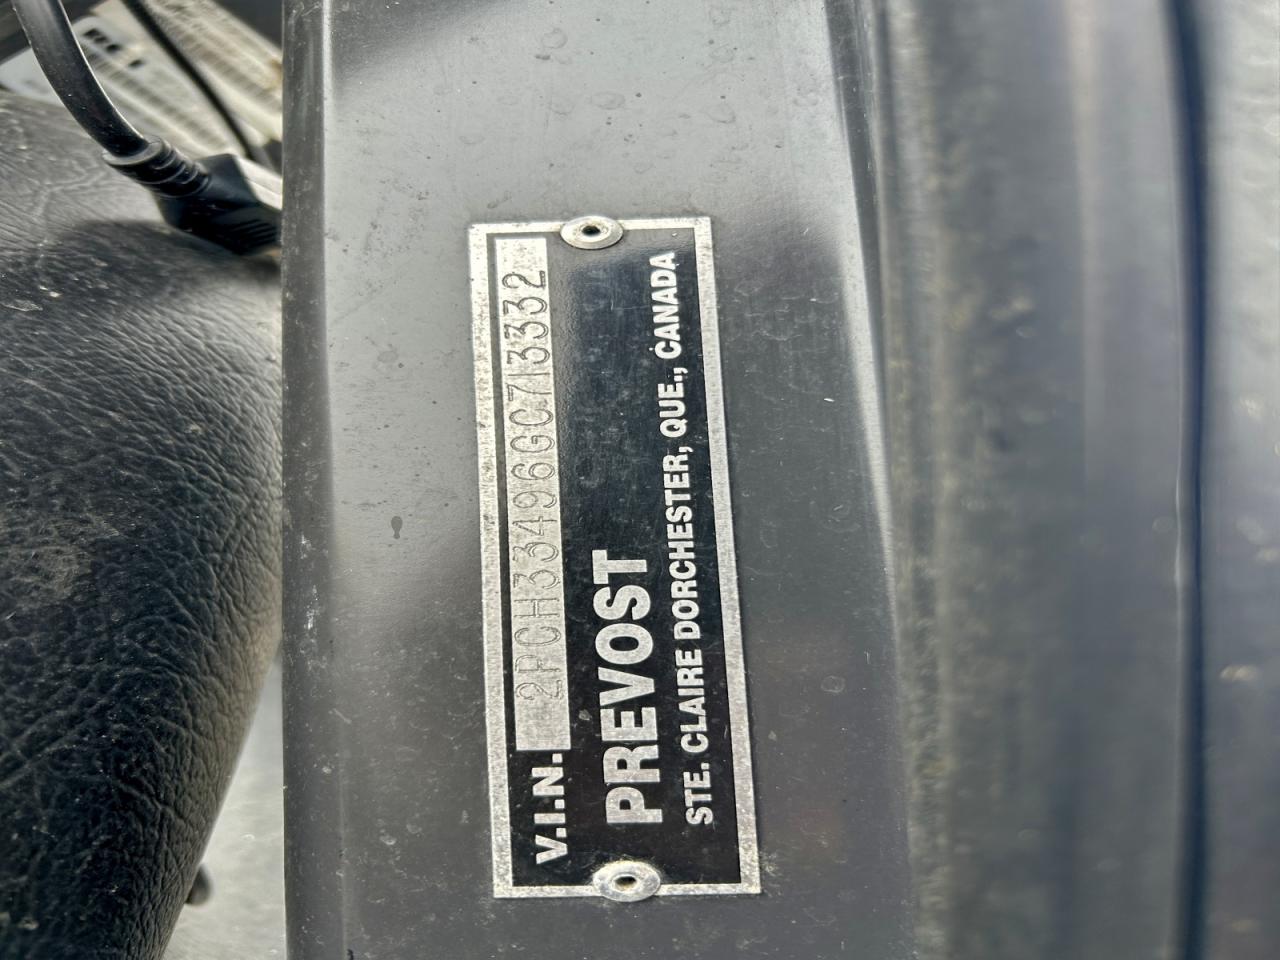 V.I.N. 2PCH33496GC713332
PREVOST
STE. CLAIRE DORCHESTER, QUE., CANADA